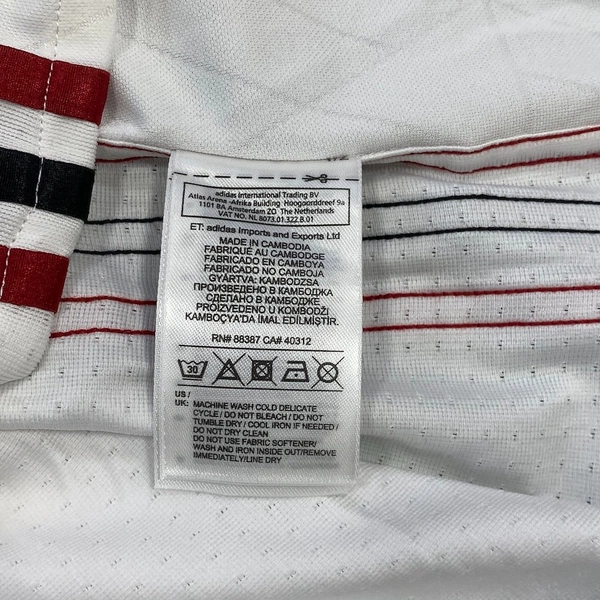 adidas International Trading BV
Atlas Arena -Afrika Building Hoogoorddreef 9a
1101 BA Amsterdam ZO The Netherlands
VAT NO. NL 8073.01.322.B.01
ET: adidas Imports and Exports Ltd
MADE IN CAMBODIA
FABRIQUÉ AU CAMBODGE
FABRICADO EN CAMBOYA
FABRICADO NO CAMBOJA
GYÁRTVA: KAMBODZSA
ПРОИЗВЕДЕНО В КАМБОДЖА
СДЕЛАНО В КАМБОДЖЕ
PROIZVEDENO U KOMBODŽI
KAMBOÇYA'DA İMAL EDİLMİŞTİR.
RN# 88387 CA# 40312
30
US /
UK: MACHINE WASH COLD DELICATE
CYCLE / DO NOT BLEACH / DO NOT
TUMBLE DRY / COOL IRON IF NEEDED /
DO NOT DRY CLEAN
DO NOT USE FABRIC SOFTENER/
WASH AND IRON INSIDE OUT/REMOVE
IMMEDIATELY/LINE DRY